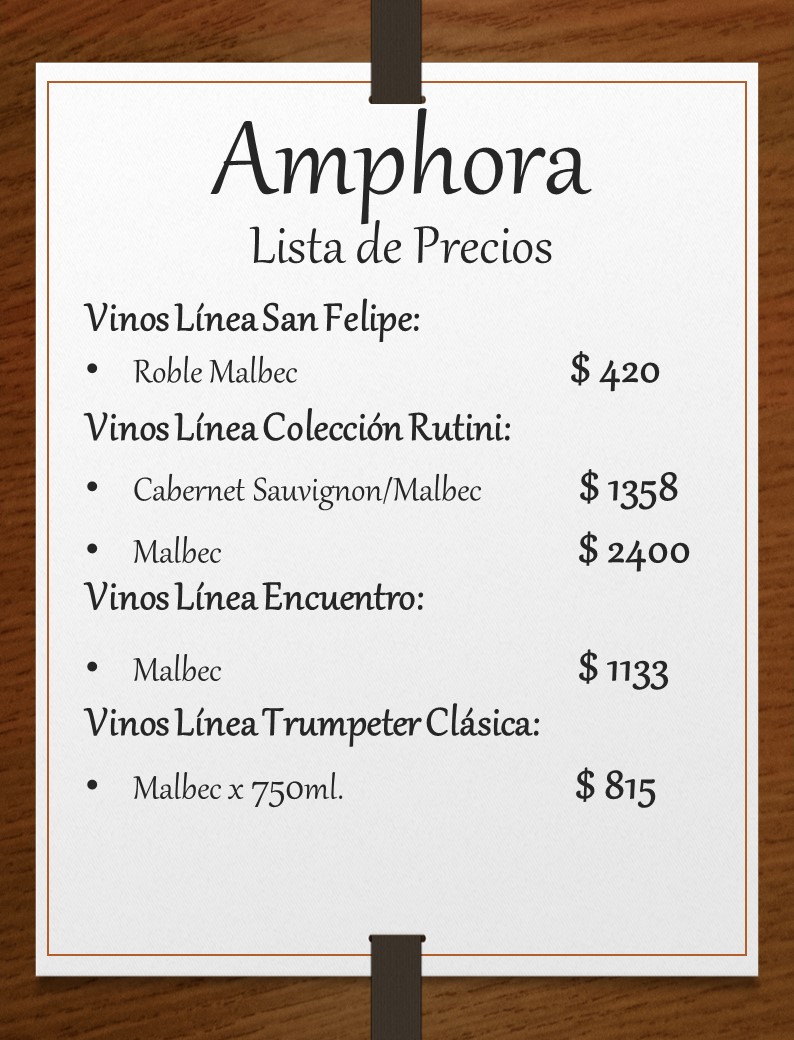 Amphora
Lista de Precios
Vinos Línea San Felipe:
• Roble Malbec $ 420
Vinos Línea Colección Rutini:
• Cabernet Sauvignon/Malbec $ 1358
• Malbec $ 2400
Vinos Línea Encuentro:
• Malbec $ 1133
Vinos Línea Trumpeter Clásica:
• Malbec x 750ml. $ 815